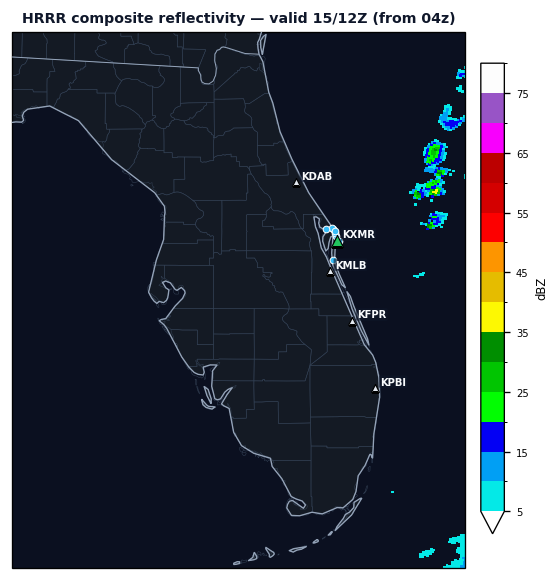 HRRR composite reflectivity — valid 15/12Z (from 04z)
KDAB
KXMR
KMLB
KFPR
KPBI
75
65
55
45
35
25
15
5
dBZ